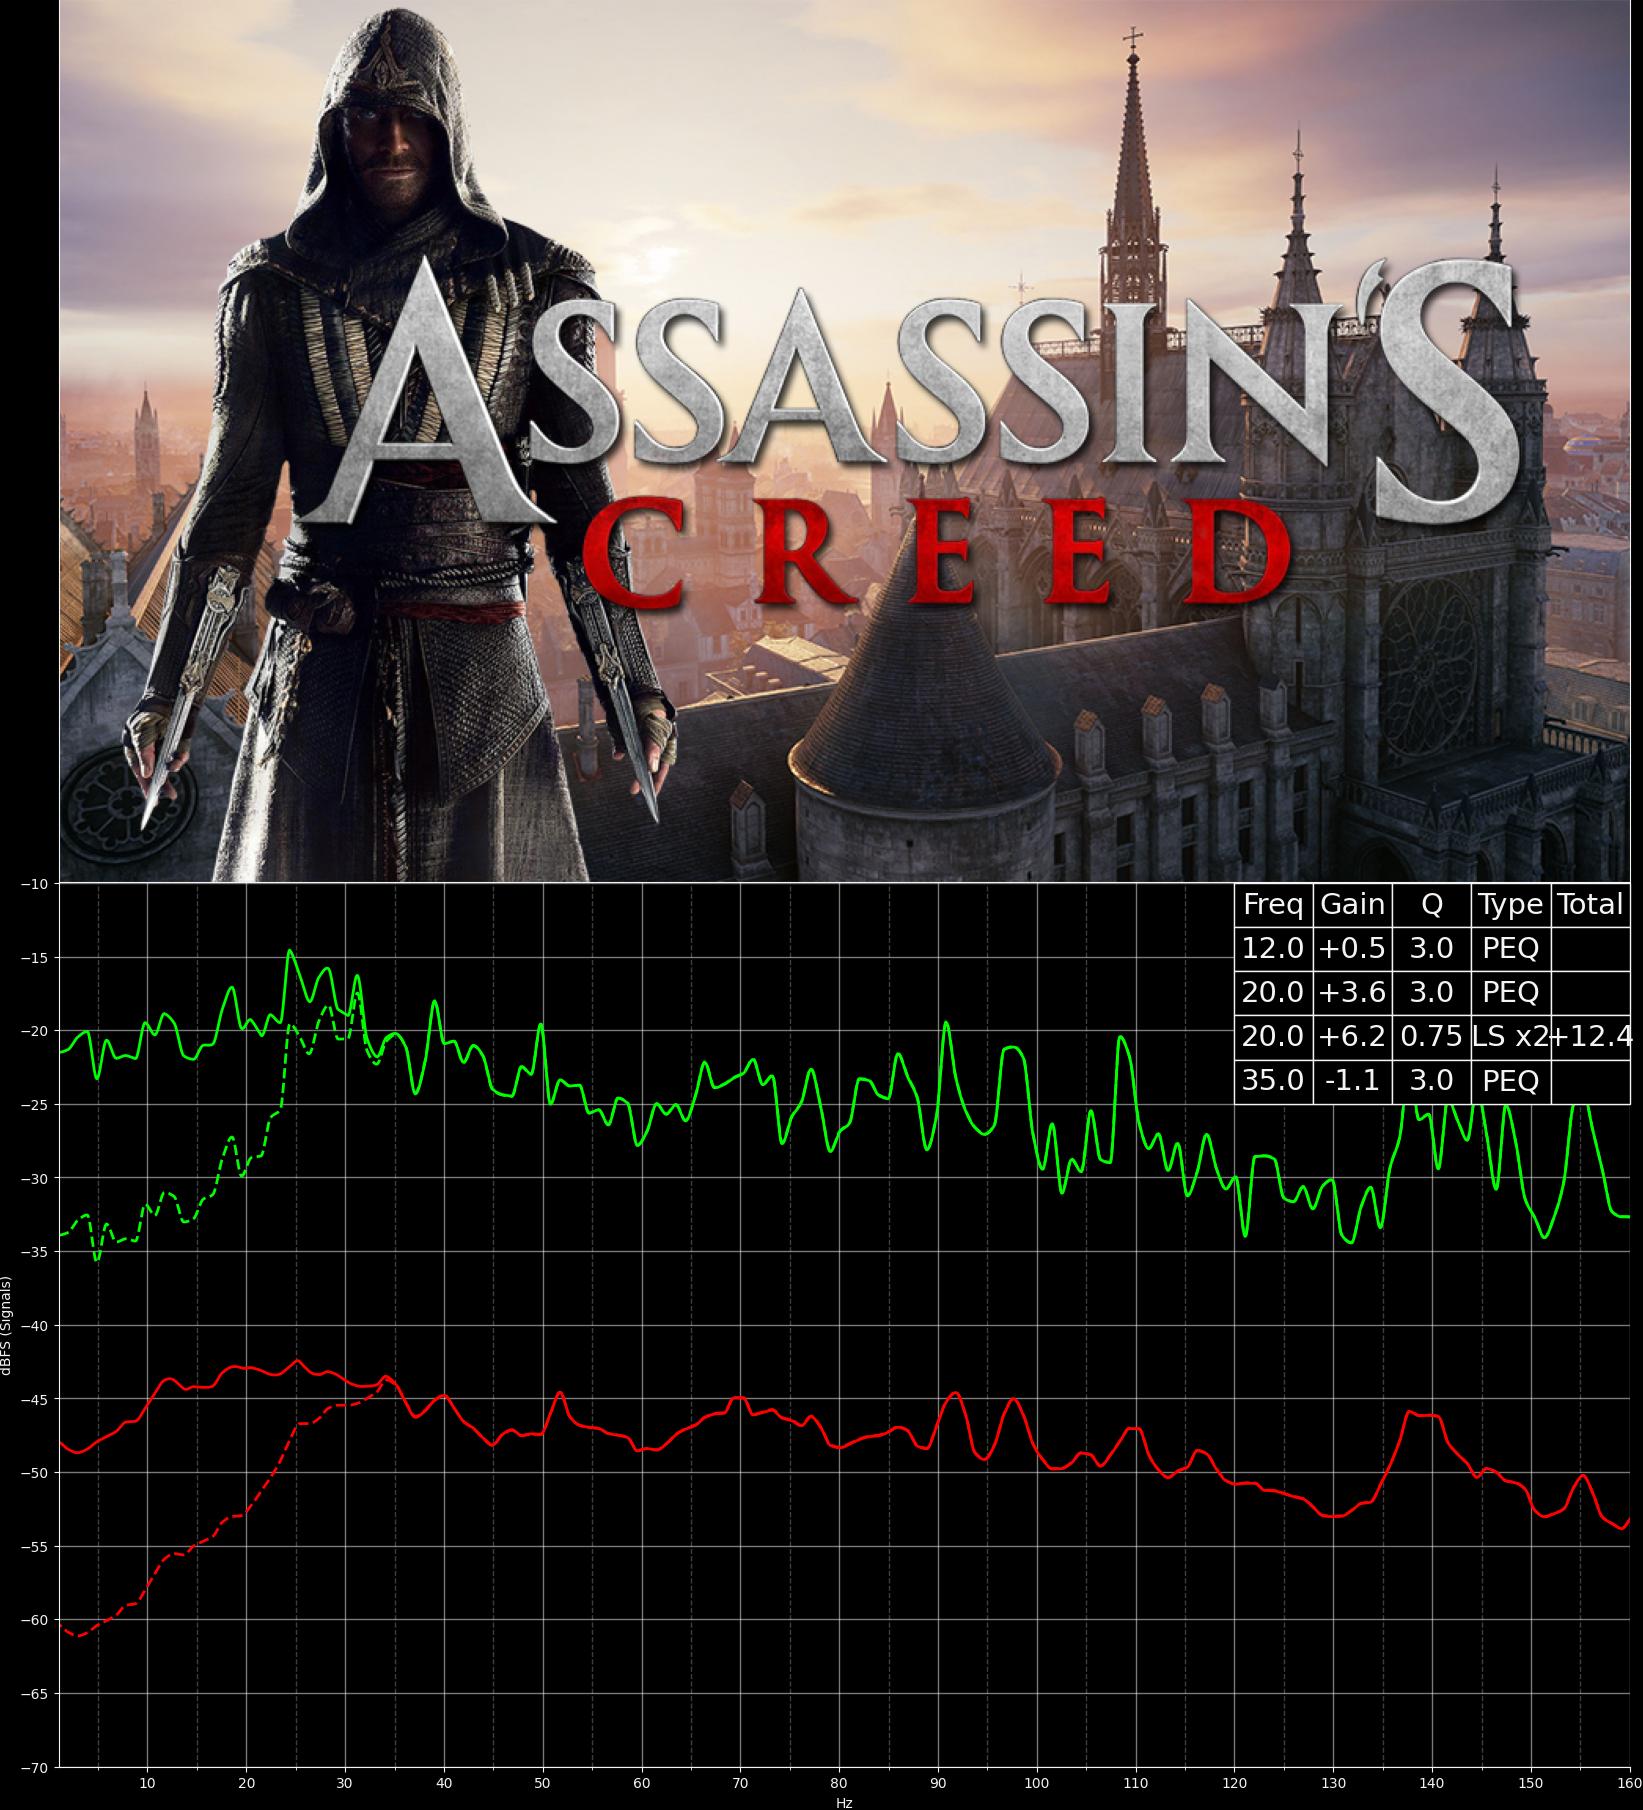 ASSASSIN'S
CREED
Freq Gain Q Type Total
12.0 +0.5 3.0 PEQ
20.0 +3.6 3.0 PEQ
20.0 +6.2 0.75 LS x2 +12.4
35.0 -1.1 3.0 PEQ
−10
−15
−20
−25
−30
−35
−40
−45
−50
−55
−60
−65
−70
dBFS (Signals)
10 20 30 40 50 60 70 80 90 100 110 120 130 140 150 160
Hz